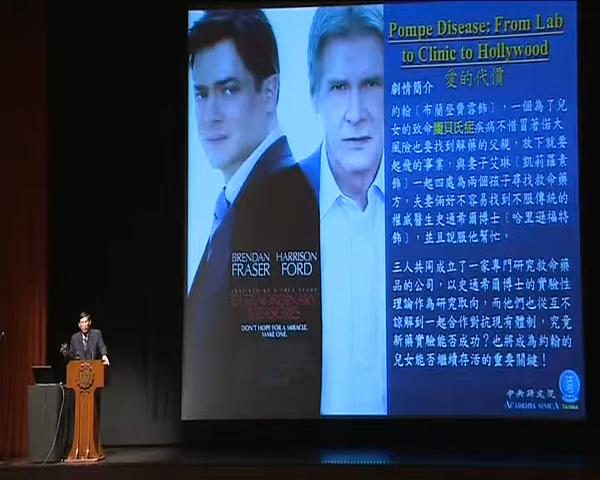 Pompe Disease: From Lab
to Clinic to Hollywood
愛的代價
劇情簡介
約翰〔布蘭登費雪飾〕，一個為了兒
女的致命龐貝氏症疾病不惜冒著偌大
風險也要找到解藥的父親，放下就要
起飛的事業，與妻子艾琳〔凱莉羅素
飾〕一起四處為兩個孩子尋找救命藥
方，夫妻倆好不容易找到不服傳統的
權威醫生史通希爾博士〔哈里遜福特
飾〕，並且說服他幫忙。
三人共同成立了一家專門研究救命藥
品的公司，以史通希爾博士的實驗性
理論作為研究取向，而他們也從互不
諒解到一起合作對抗現有體制，究竟
新藥實驗能否成功？也將成為約翰的
兒女能否繼續存活的重要關鍵！
BRENDAN HARRISON
FRASER FORD
INSPIRED BY A TRUE STORY
EXTRAORDINARY
MEASURES
DON'T HOPE FOR A MIRACLE.
MAKE ONE.
中央研究院
ACADEMIA SINICA
TAIWAN